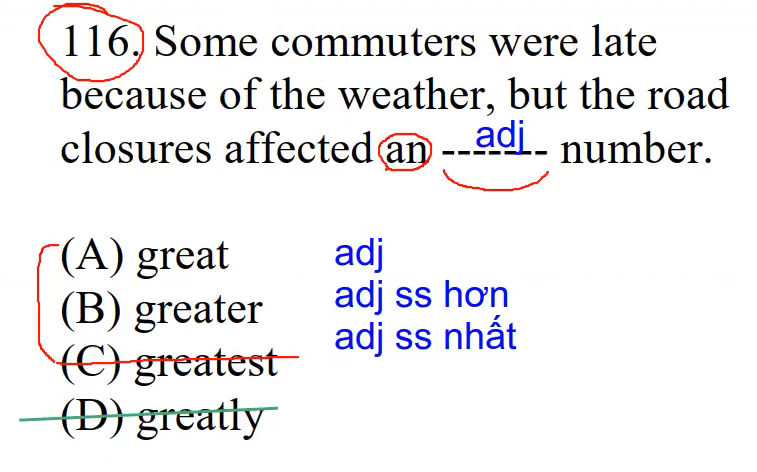 116. Some commuters were late
because of the weather, but the road
closures affected an ------- number.
adj
(A) great adj
(B) greater adj ss hơn
(C) greatest adj ss nhất
(D) greatly